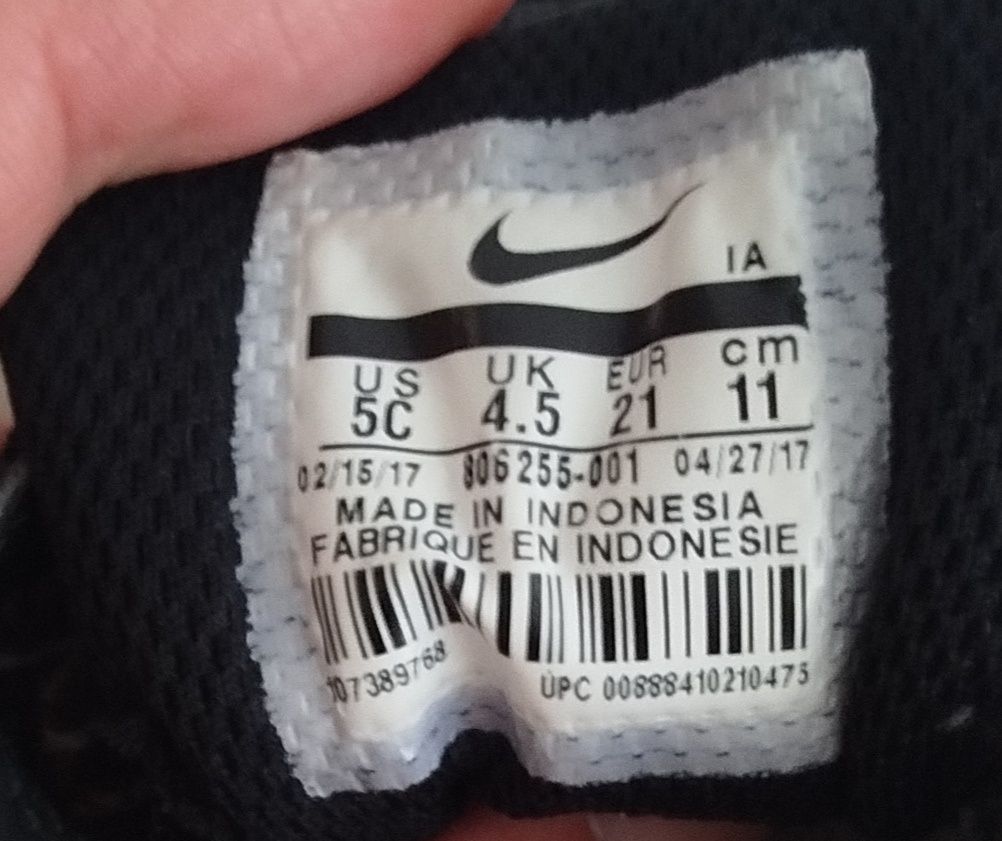 IA
US UK EUR cm
5C 4.5 21 11
02/15/17 806255-001 04/27/17
MADE IN INDONESIA
FABRIQUE EN INDONESIE
107389768 UPC 00888410210475